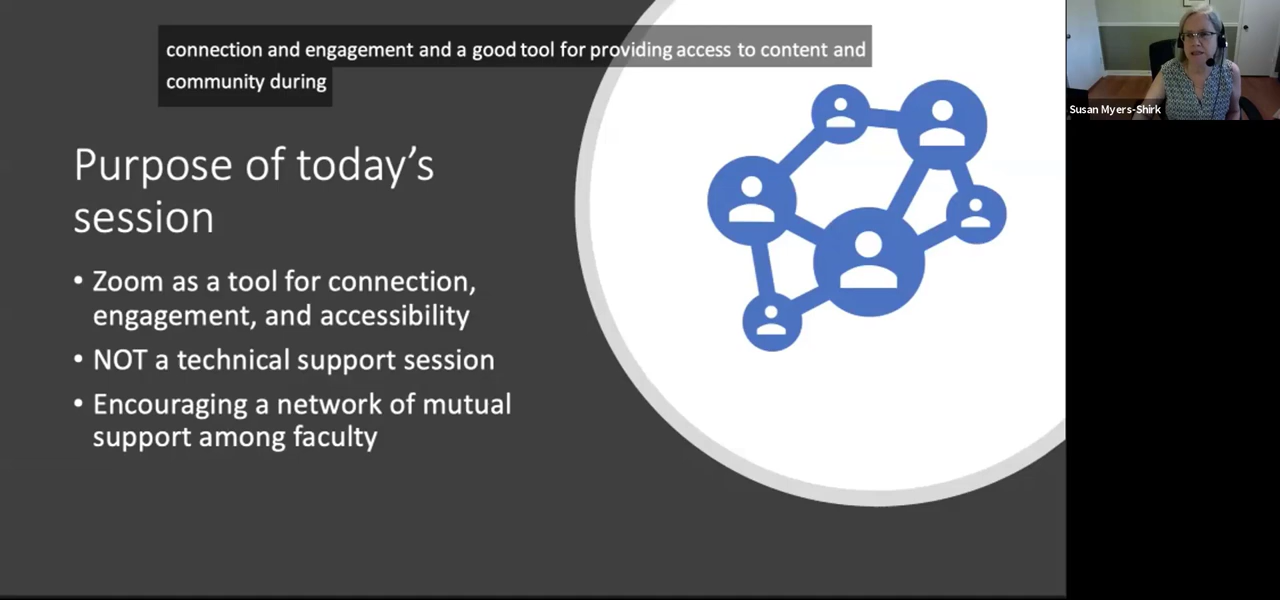 connection and engagement and a good tool for providing access to content and
community during
Purpose of today's
session
• Zoom as a tool for connection,
engagement, and accessibility
• NOT a technical support session
• Encouraging a network of mutual
support among faculty
Susan Myers-Shirk